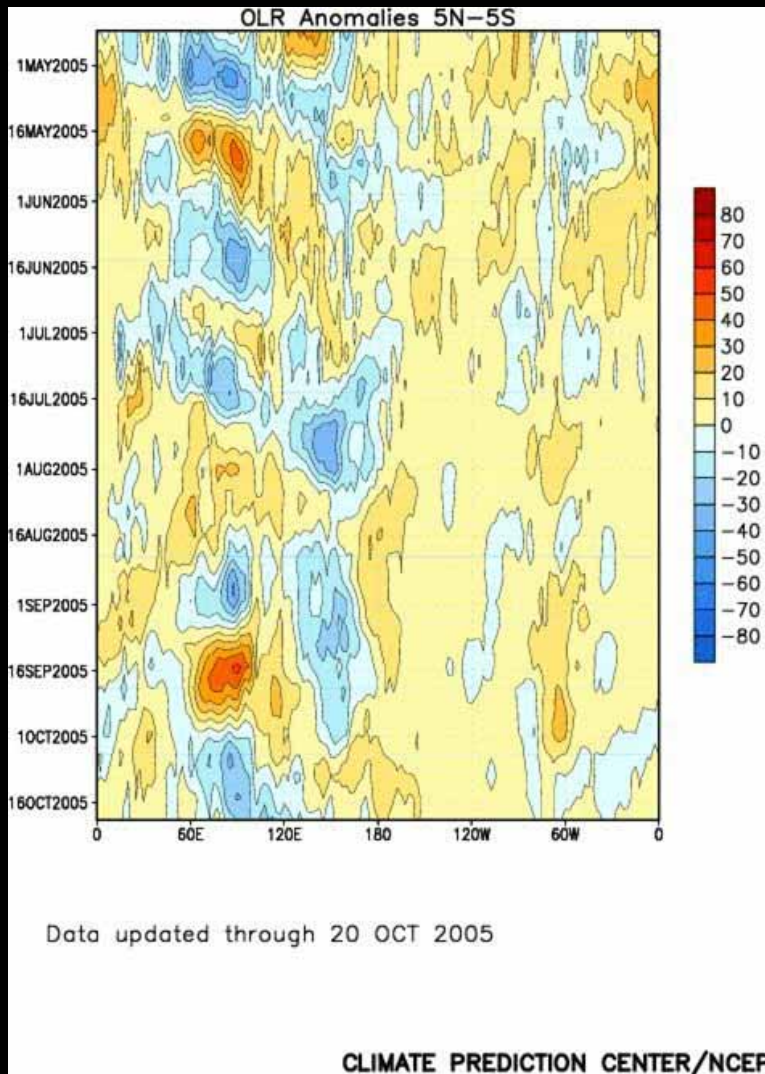 OLR Anomalies 5N-5S
1MAY2005
16MAY2005
1JUN2005
16JUN2005
1JUL2005
16JUL2005
1AUG2005
16AUG2005
1SEP2005
16SEP2005
1OCT2005
16OCT2005
0 60E 120E 180 120W 60W 0
80
70
60
50
40
30
20
10
0
-10
-20
-30
-40
-50
-60
-70
-80
Data updated through 20 OCT 2005
CLIMATE PREDICTION CENTER/NCEP